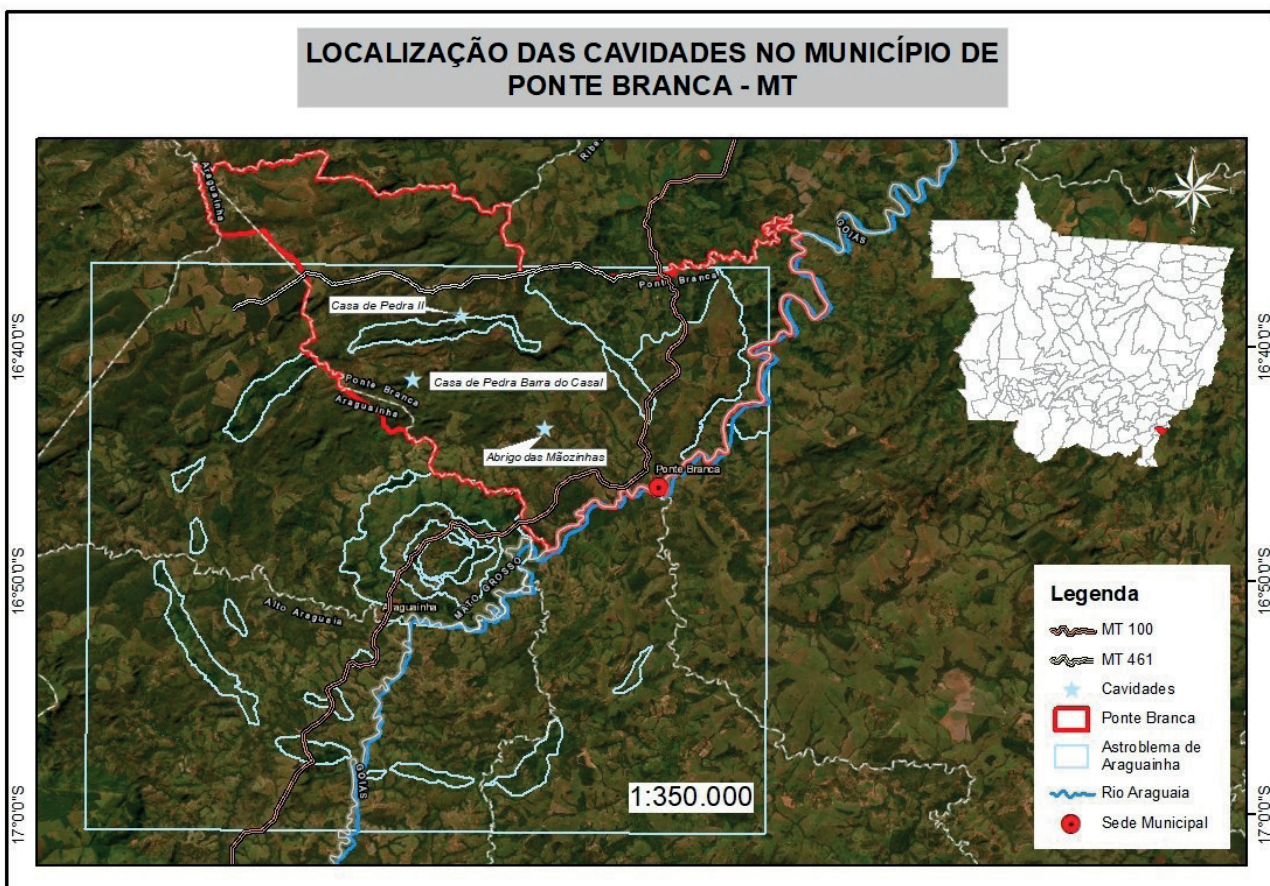 LOCALIZAÇÃO DAS CAVIDADES NO MUNICÍPIO DE
PONTE BRANCA - MT
Araguainha
GOIÁS
N
W
E
S
Ponte Branca
Casa de Pedra II
Ponte Branca
Araguainha
Casa de Pedra Barra do Casal
Abrigo das Mãozinhas
Ponte Branca
MATO GROSSO
Alto Araguaia
Araguainha
GOIÁS
1:350.000
16°40'0"S
16°50'0"S
17°0'0"S
16°40'0"S
16°50'0"S
17°0'0"S
Legenda
MT 100
MT 461
Cavidades
Ponte Branca
Astroblema de
Araguainha
Rio Araguaia
Sede Municipal